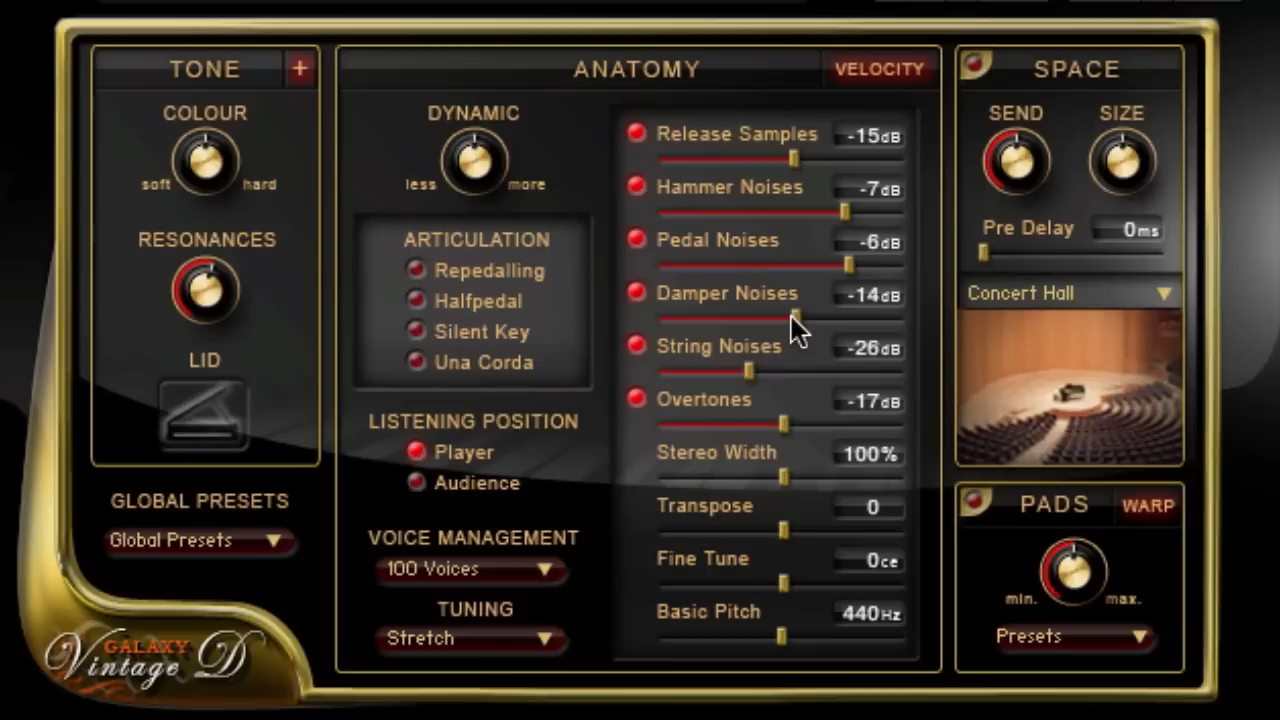 TONE
+
COLOUR
soft
hard
RESONANCES
LID
GLOBAL PRESETS
Global Presets
GALAXY
Vintage D
ANATOMY
VELOCITY
DYNAMIC
less
more
ARTICULATION
Repedalling
Halfpedal
Silent Key
Una Corda
LISTENING POSITION
Player
Audience
VOICE MANAGEMENT
100 Voices
TUNING
Stretch
Release Samples -15dB
Hammer Noises -7dB
Pedal Noises -6dB
Damper Noises -14dB
String Noises -26dB
Overtones -17dB
Stereo Width 100%
Transpose 0
Fine Tune 0ce
Basic Pitch 440Hz
SPACE
SEND
SIZE
Pre Delay 0ms
Concert Hall
PADS
WARP
min.
max.
Presets